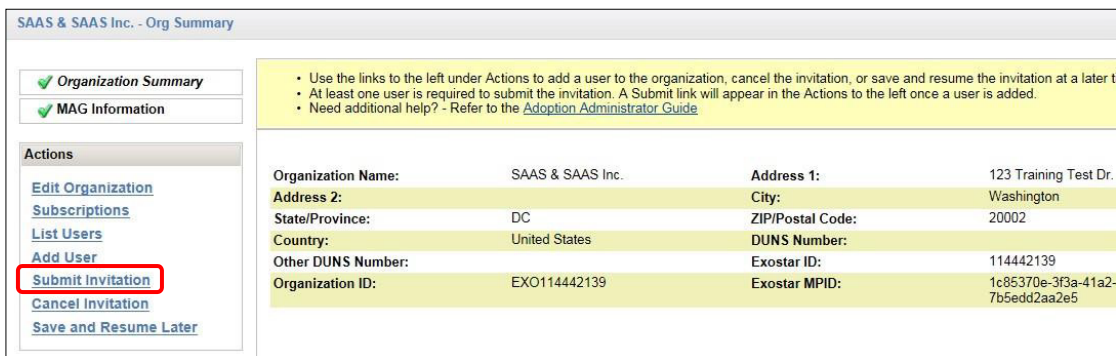 SAAS & SAAS Inc. - Org Summary
Organization Summary
MAG Information
Actions
Edit Organization
Subscriptions
List Users
Add User
Submit Invitation
Cancel Invitation
Save and Resume Later
• Use the links to the left under Actions to add a user to the organization, cancel the invitation, or save and resume the invitation at a later t
• At least one user is required to submit the invitation. A Submit link will appear in the Actions to the left once a user is added.
• Need additional help? - Refer to the Adoption Administrator Guide
Organization Name: SAAS & SAAS Inc. Address 1: 123 Training Test Dr.
Address 2: City: Washington
State/Province: DC ZIP/Postal Code: 20002
Country: United States DUNS Number:
Other DUNS Number: Exostar ID: 114442139
Organization ID: EXO114442139 Exostar MPID: 1c85370e-3f3a-41a2-
7b5edd2aa2e5